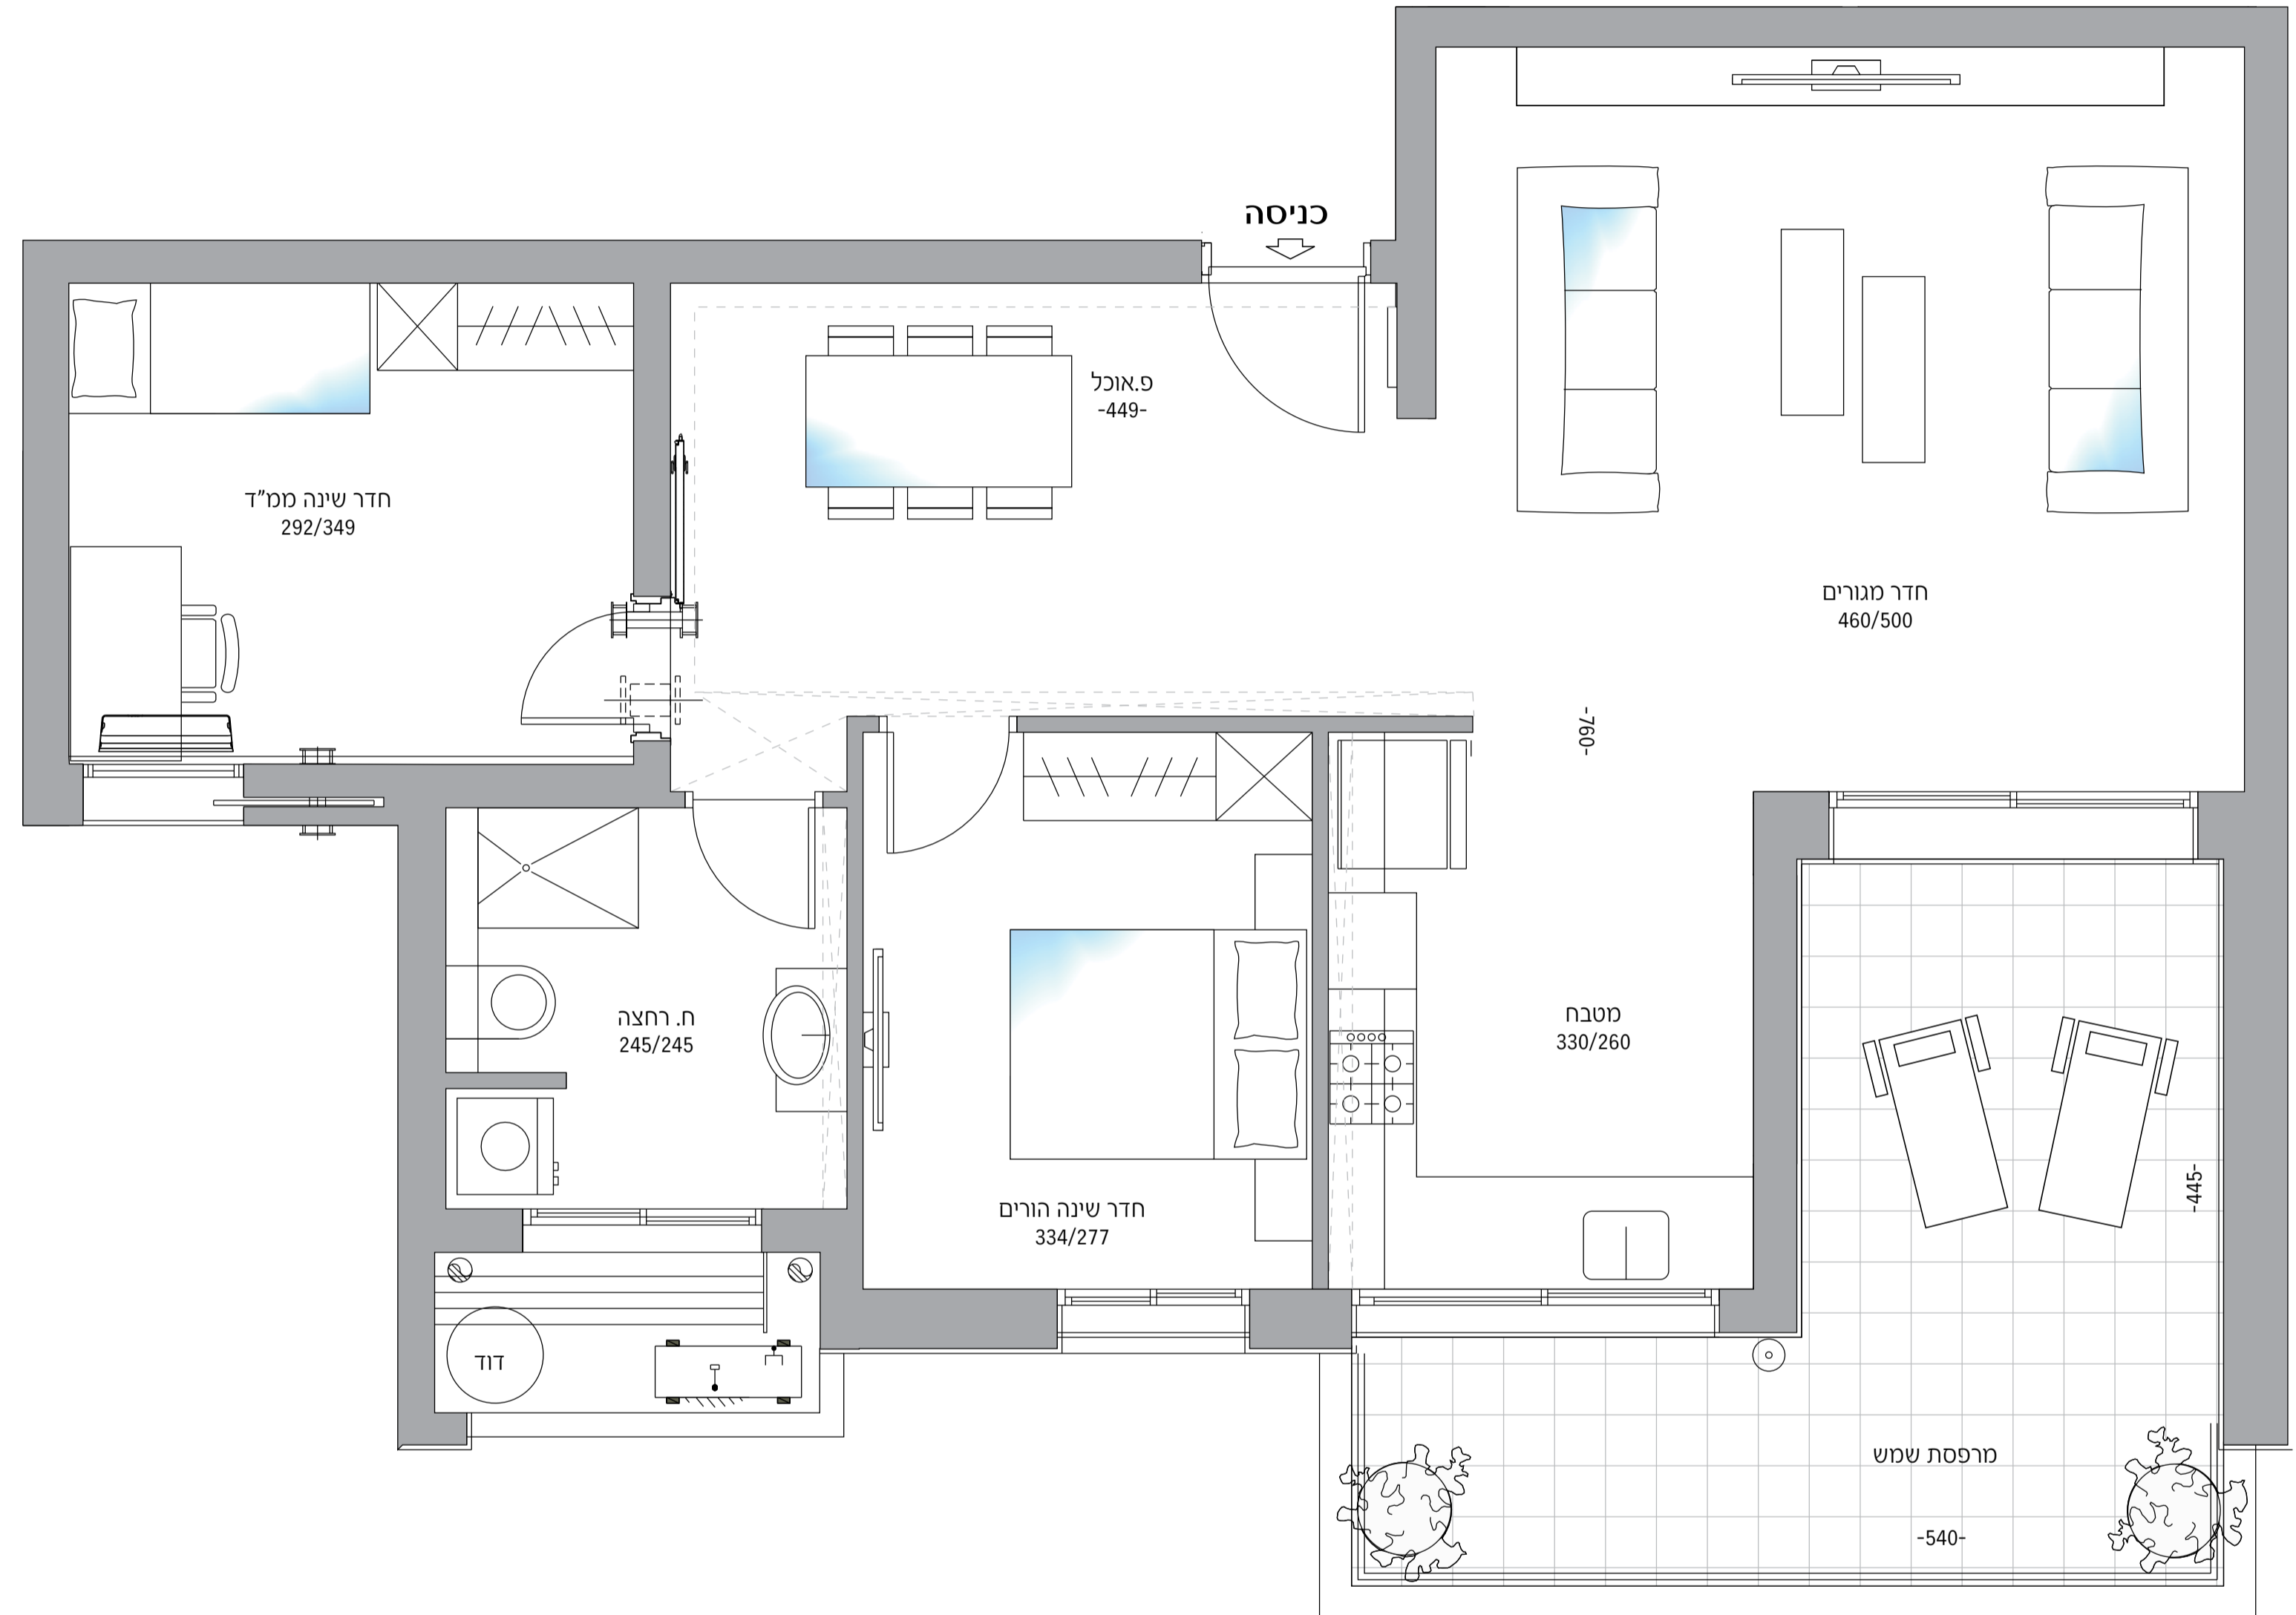 כניסה
פ.אוכל
-449-
חדר שינה ממ"ד
292/349
חדר מגורים
460/500
-760-
ח. רחצה
245/245
מטבח
330/260
חדר שינה הורים
334/277
-445-
דוד
מרפסת שמש
-540-